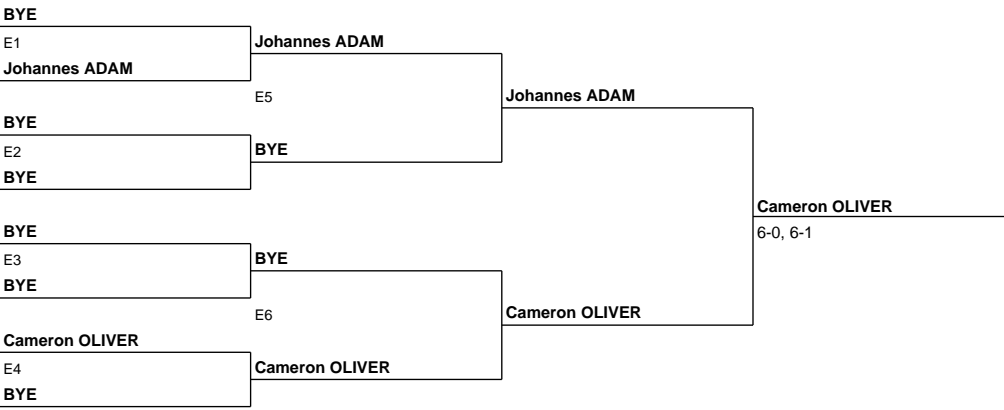 BYE
E1
Johannes ADAM
Johannes ADAM
E5
Johannes ADAM
BYE
E2
BYE
BYE
Cameron OLIVER
6-0, 6-1
BYE
E3
BYE
BYE
E6
Cameron OLIVER
Cameron OLIVER
E4
Cameron OLIVER
BYE